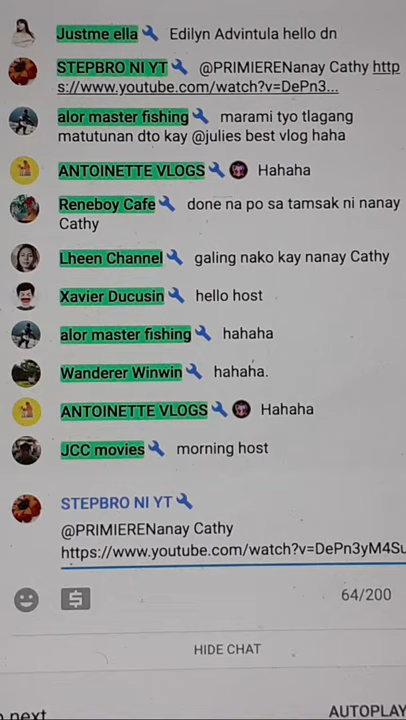 Justme ella Edilyn Advintula hello dn
STEPBRO NI YT @PRIMIERENanay Cathy http
s://www.youtube.com/watch?v=DePn3...
alor master fishing marami tyo tlagang
matutunan dto kay @julies best vlog haha
ANTOINETTE VLOGS Hahaha
Reneboy Cafe done na po sa tamsak ni nanay
Cathy
Lheen Channel galing nako kay nanay Cathy
Xavier Ducusin hello host
alor master fishing hahaha
Wanderer Winwin hahaha.
ANTOINETTE VLOGS Hahaha
JCC movies morning host
STEPBRO NI YT
@PRIMIERENanay Cathy
https://www.youtube.com/watch?v=DePn3yM4Su
64/200
HIDE CHAT
next
AUTOPLAY